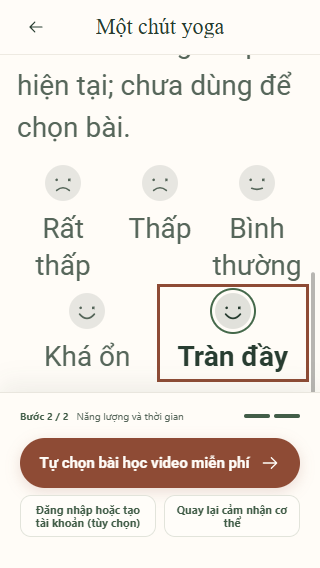 Một chút yoga
hiện tại; chưa dùng để
chọn bài.
Rất thấp
Thấp
Bình thường
Khá ổn
Tràn đầy
Bước 2 / 2 Năng lượng và thời gian
Tự chọn bài học video miễn phí
Đăng nhập hoặc tạo
tài khoản (tùy chọn)
Quay lại cảm nhận cơ
thể